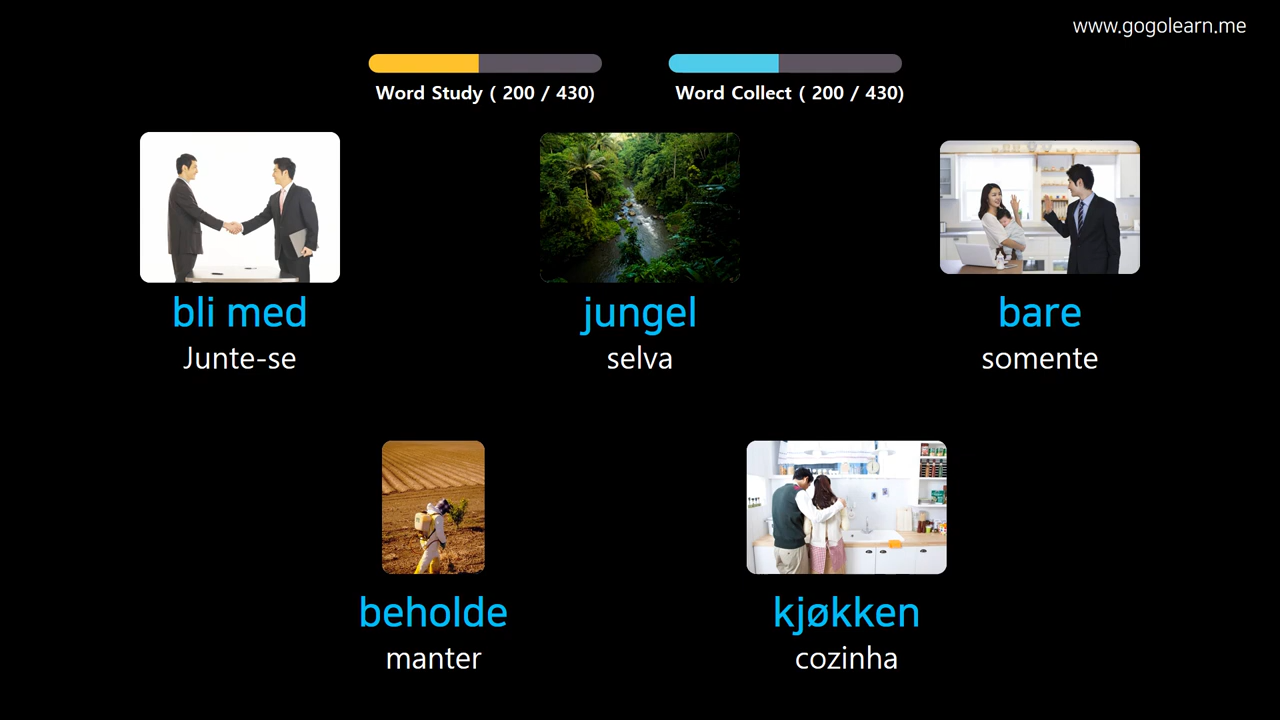 www.gogolearn.me
Word Study ( 200 / 430)
Word Collect ( 200 / 430)
bli med
Junte-se
jungel
selva
bare
somente
beholde
manter
kjøkken
cozinha